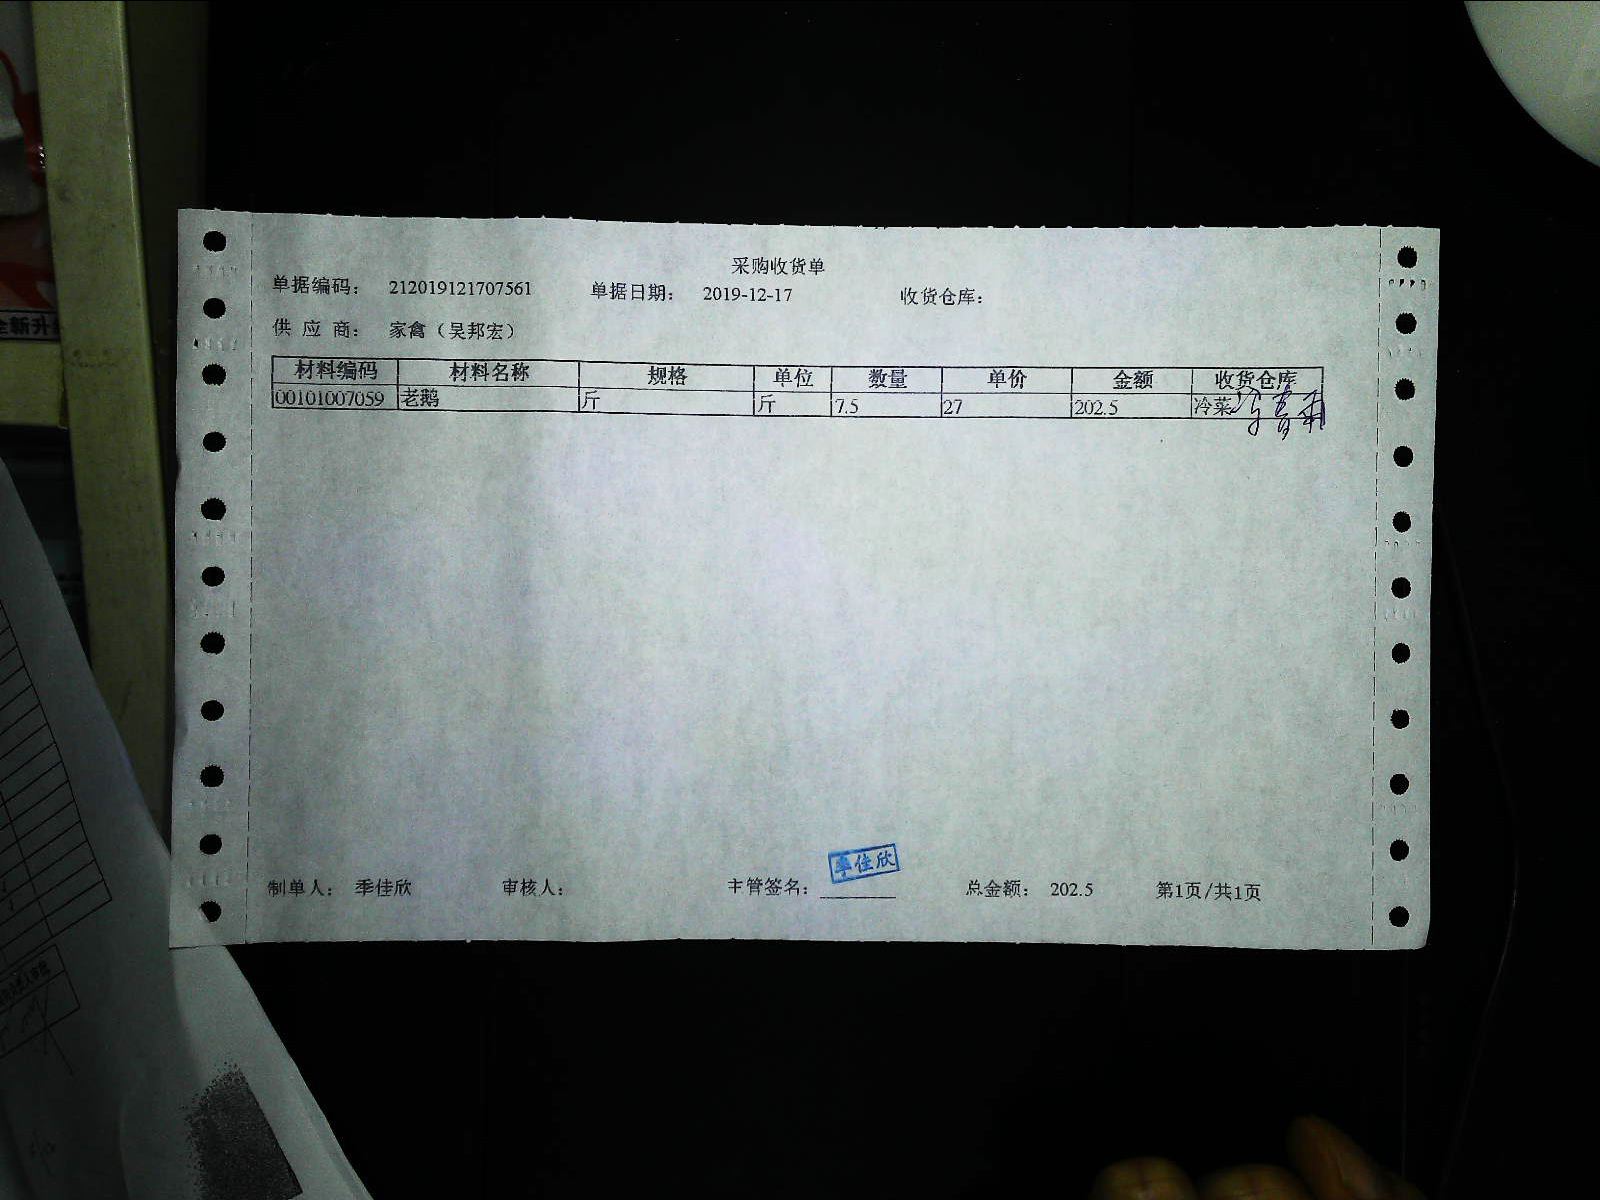 采购收货单
单据编码： 212019121707561 单据日期： 2019-12-17 收货仓库：
供 应 商： 家禽（吴邦宏）
材料编码 材料名称 规格 单位 数量 单价 金额 收货仓库
00101007059 老鹅 斤 斤 7.5 27 202.5 冷菜
季佳欣
制单人： 季佳欣 审核人： 主管签名： 总金额： 202.5 第1页/共1页
全新升